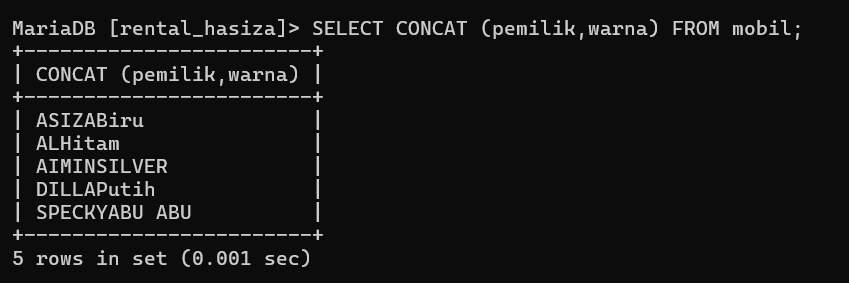 MariaDB [rental_hasiza]> SELECT CONCAT (pemilik,warna) FROM mobil;
+------------------------+
| CONCAT (pemilik,warna) |
+------------------------+
| ASIZABiru              |
| ALHitam                |
| AIMINSILVER            |
| DILLAPutih             |
| SPECKYABU ABU          |
+------------------------+
5 rows in set (0.001 sec)